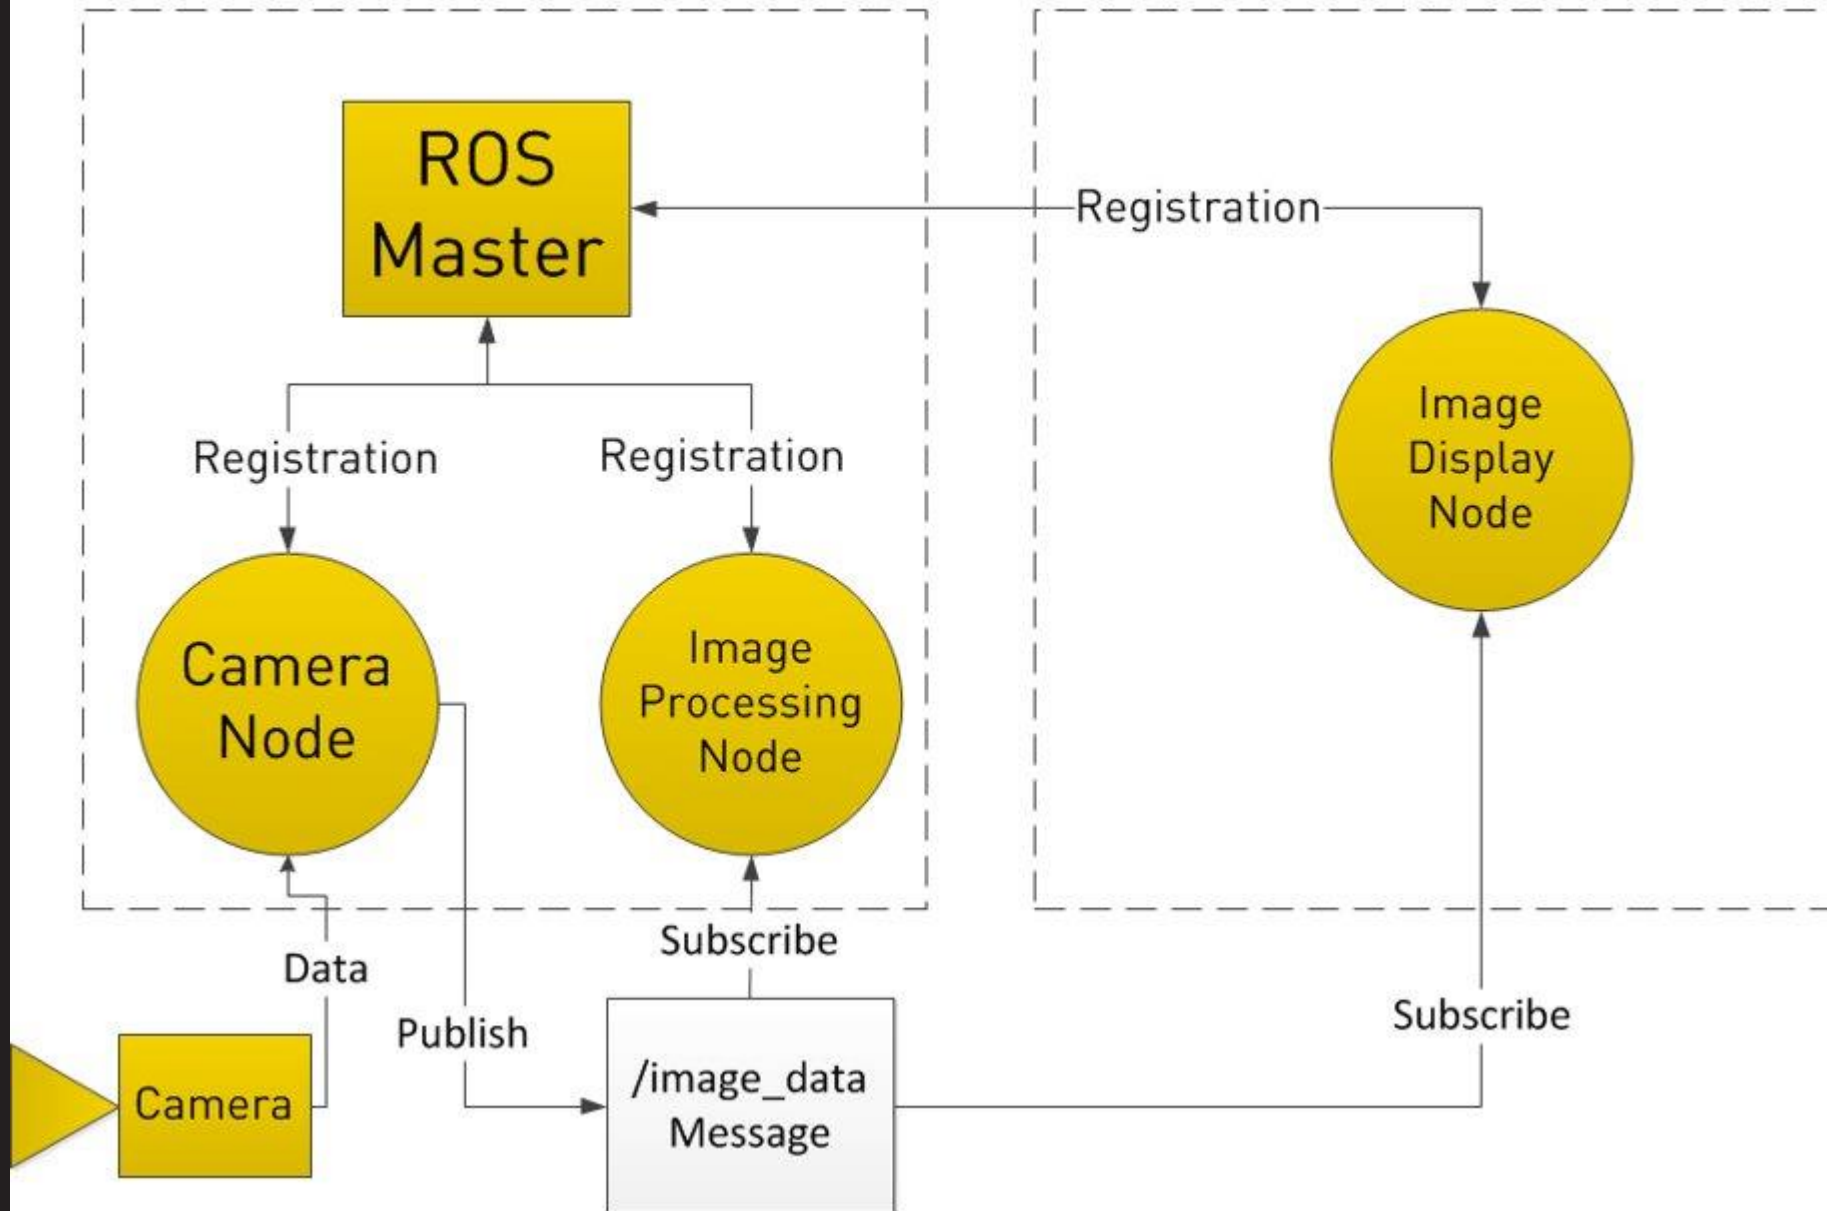 ROS
Master
Registration
Image
Display
Node
Registration
Registration
Camera
Node
Image
Processing
Node
Subscribe
Data
Publish
Subscribe
/image_data
Message
Camera